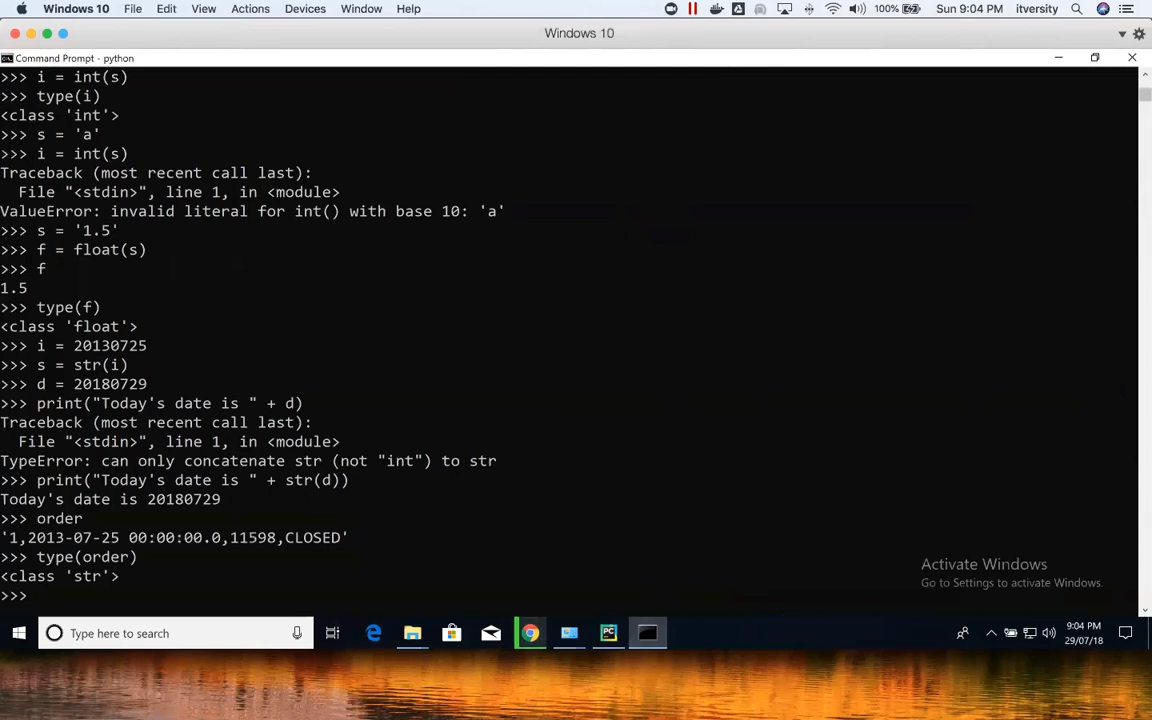 Windows 10 File Edit View Actions Devices Window Help 100% Sun 9:04 PM itversity
Windows 10
Command Prompt - python
>>> i = int(s)
>>> type(i)
<class 'int'>
>>> s = 'a'
>>> i = int(s)
Traceback (most recent call last):
  File "<stdin>", line 1, in <module>
ValueError: invalid literal for int() with base 10: 'a'
>>> s = '1.5'
>>> f = float(s)
>>> f
1.5
>>> type(f)
<class 'float'>
>>> i = 20130725
>>> s = str(i)
>>> d = 20180729
>>> print("Today's date is " + d)
Traceback (most recent call last):
  File "<stdin>", line 1, in <module>
TypeError: can only concatenate str (not "int") to str
>>> print("Today's date is " + str(d))
Today's date is 20180729
>>> order
'1,2013-07-25 00:00:00.0,11598,CLOSED'
>>> type(order)
<class 'str'>
>>>
Activate Windows
Go to Settings to activate Windows.
Type here to search
PC
9:04 PM
29/07/18